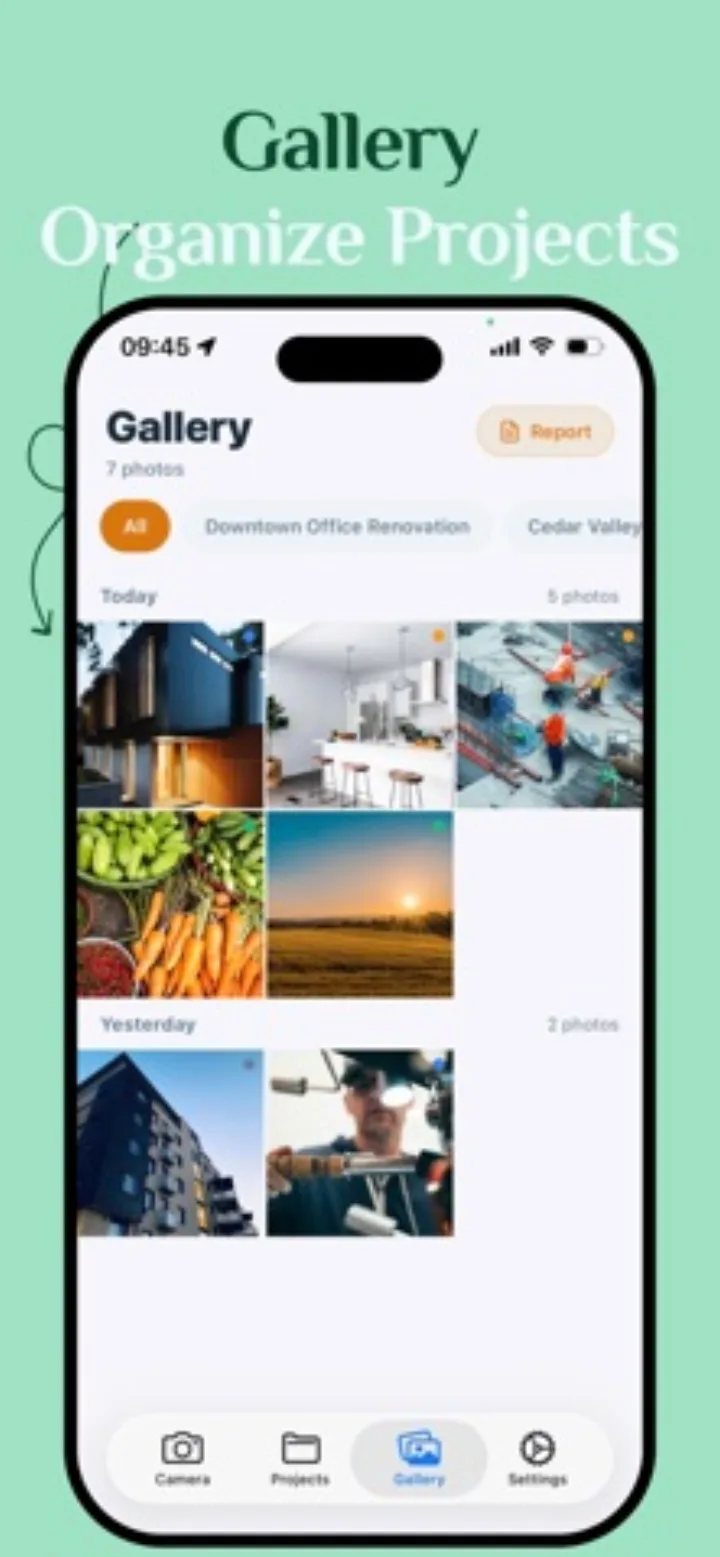 Gallery
Organize Projects
09:45
Gallery
Report
7 photos
All
Downtown Office Renovation
Cedar Valley
Today
5 photos
Yesterday
2 photos
Camera
Projects
Gallery
Settings